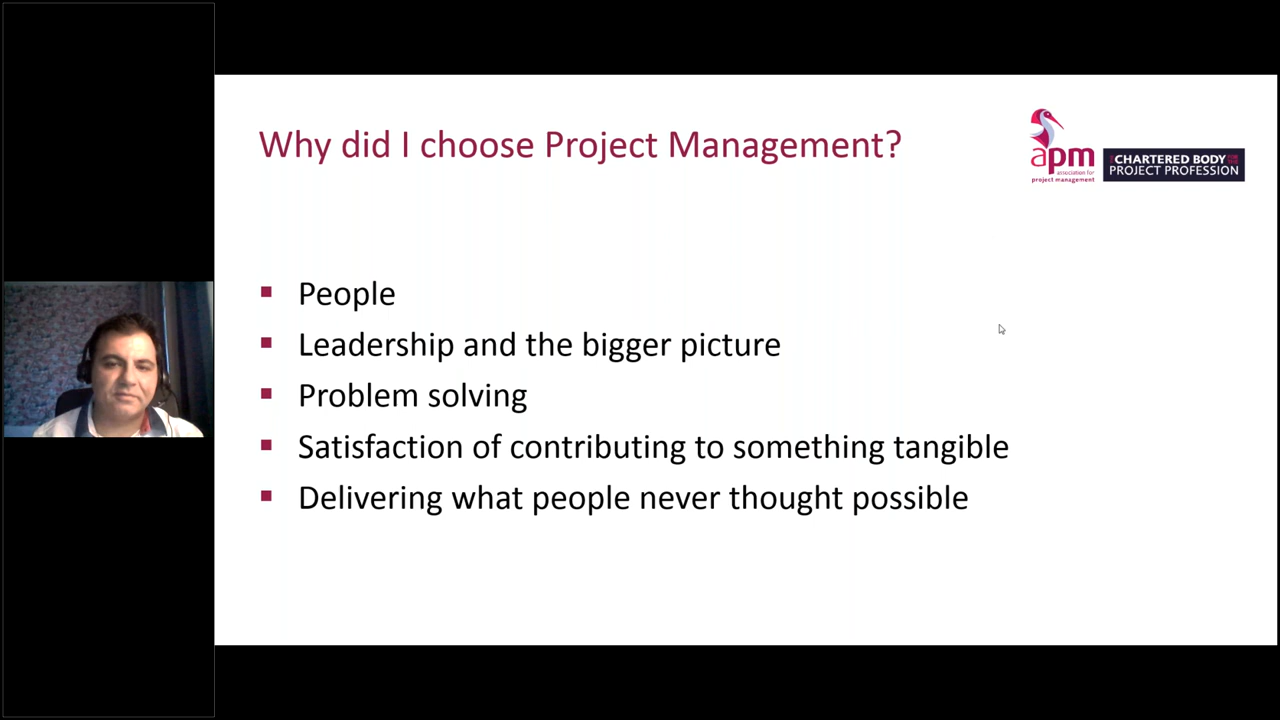 Why did I choose Project Management?
apm
association for
project management
CHARTERED BODY
PROJECT PROFESSION
People
Leadership and the bigger picture
Problem solving
Satisfaction of contributing to something tangible
Delivering what people never thought possible